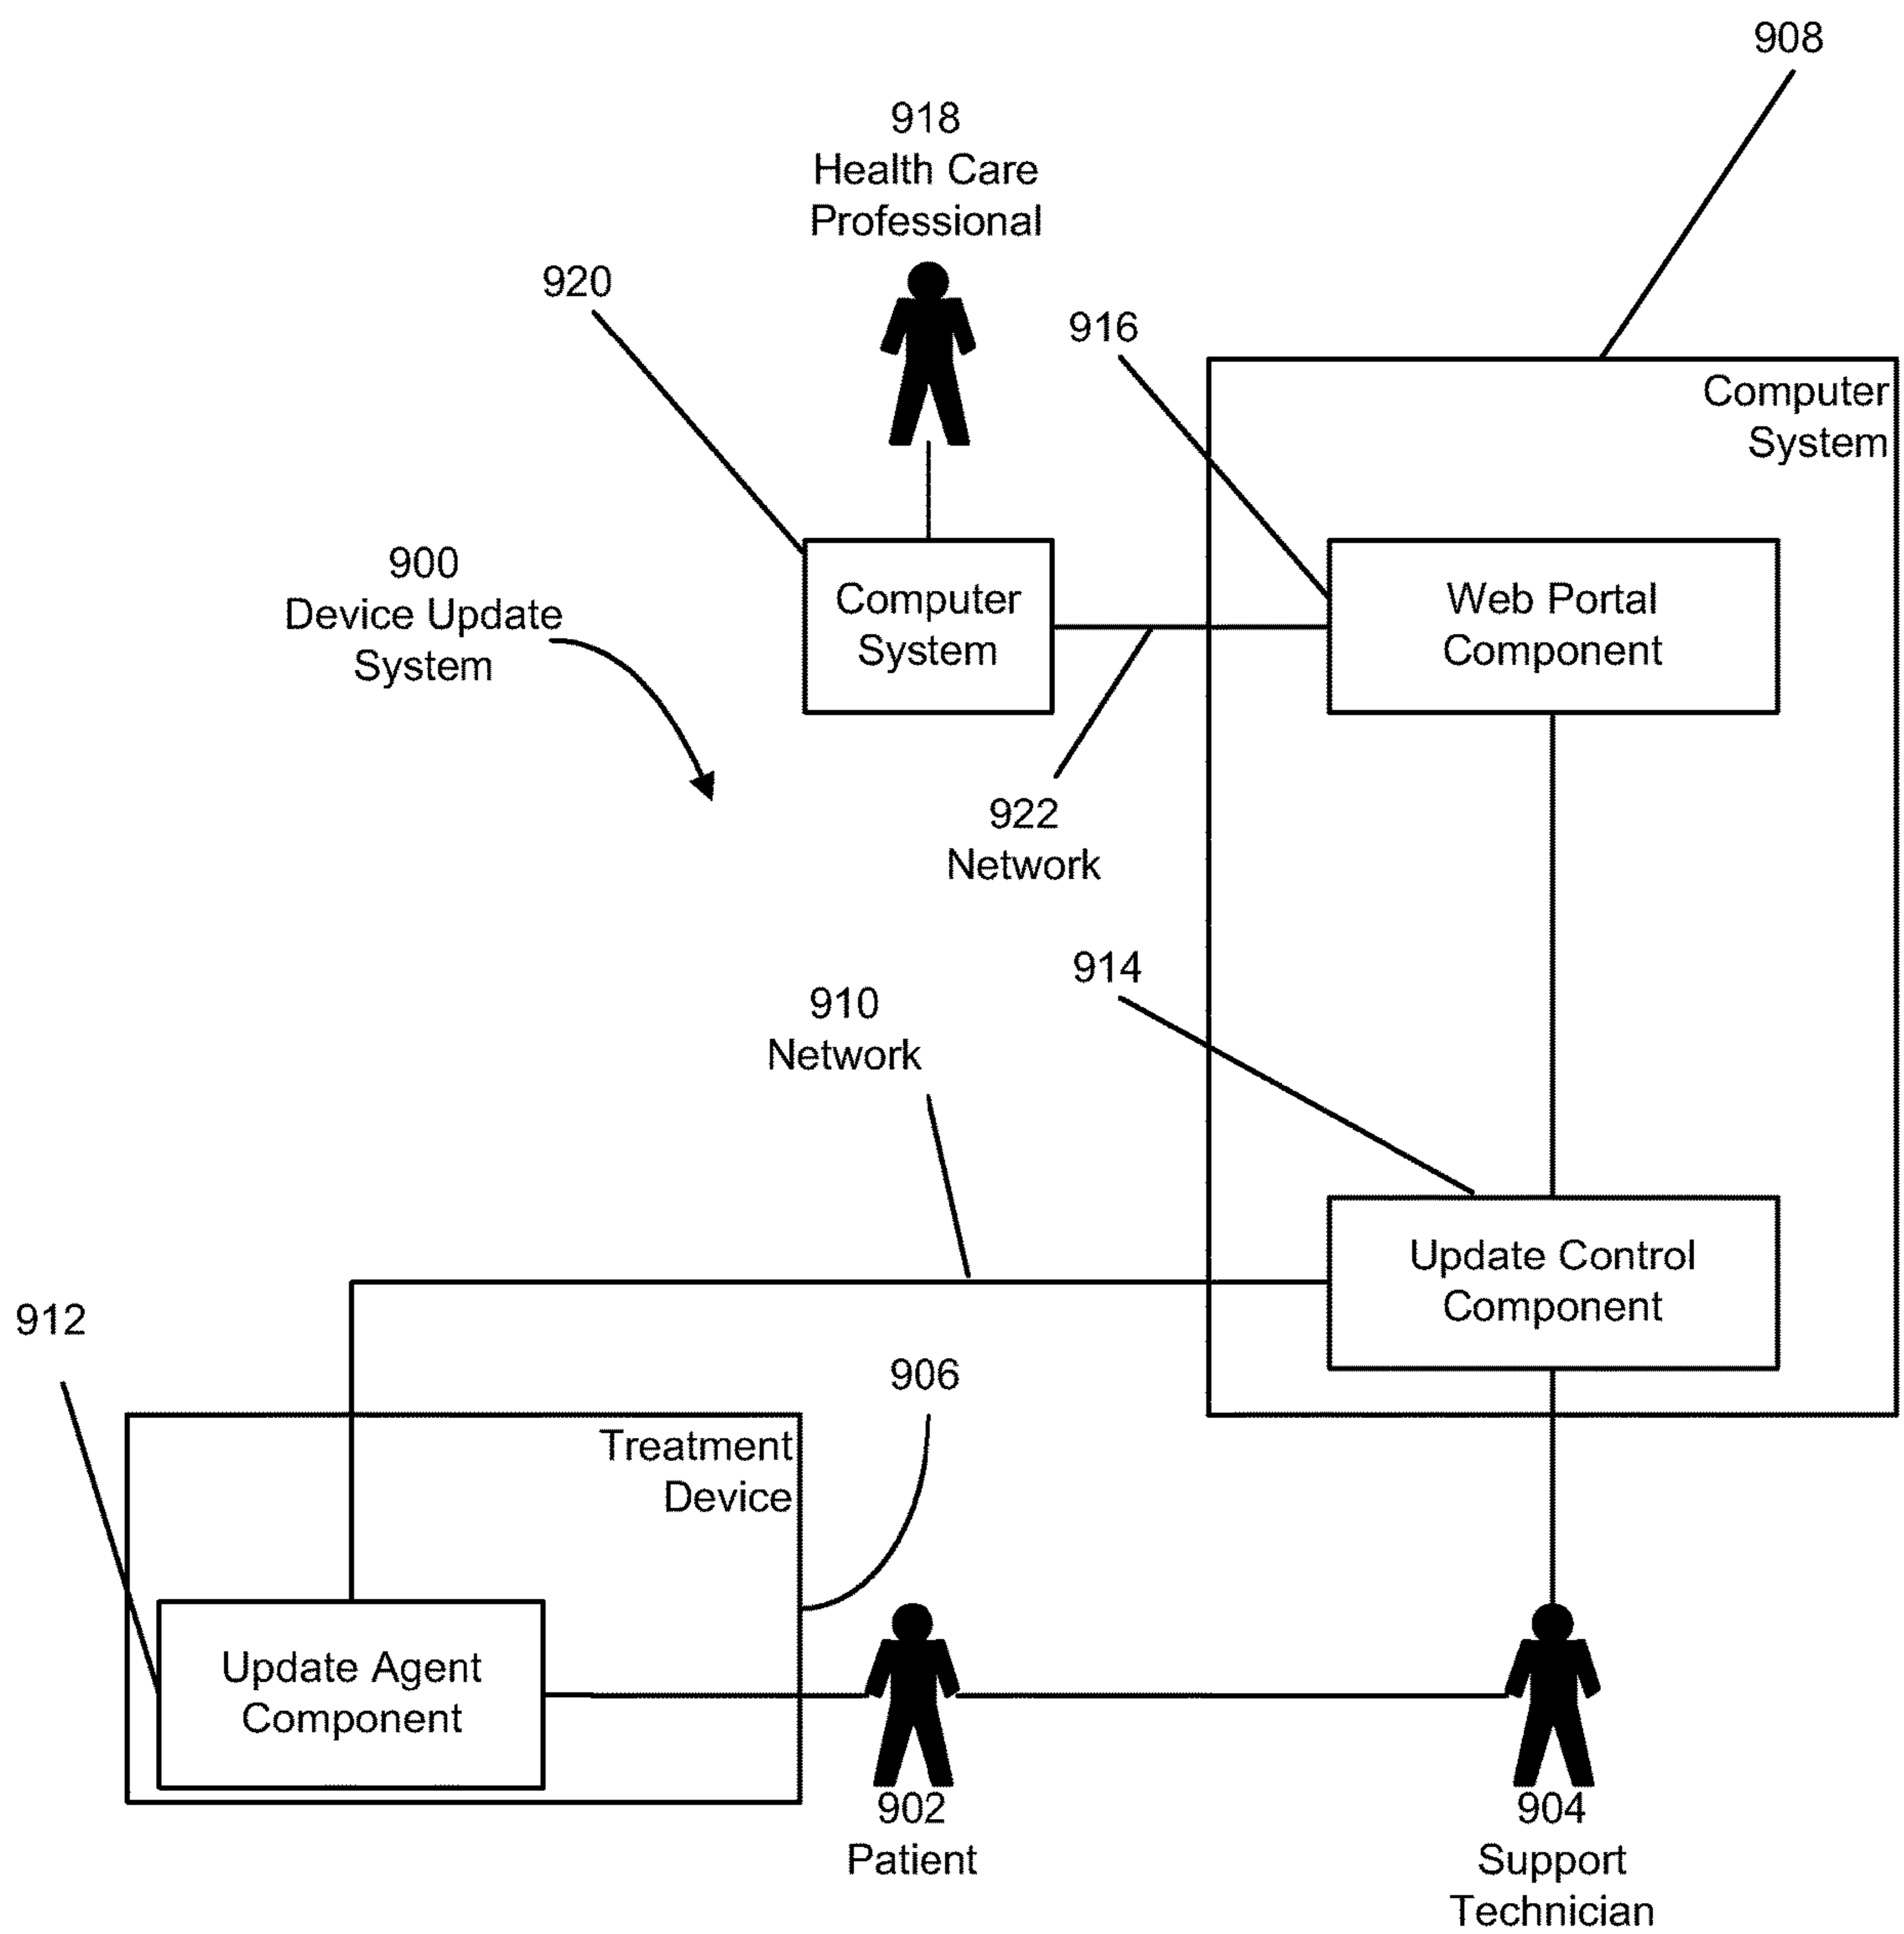 908
918
Health Care
Professional
920
916
Computer
System
900
Device Update
System
Computer
System
Web Portal
Component
922
Network
914
910
Network
Update Control
Component
912
906
Treatment
Device
Update Agent
Component
902
Patient
904
Support
Technician